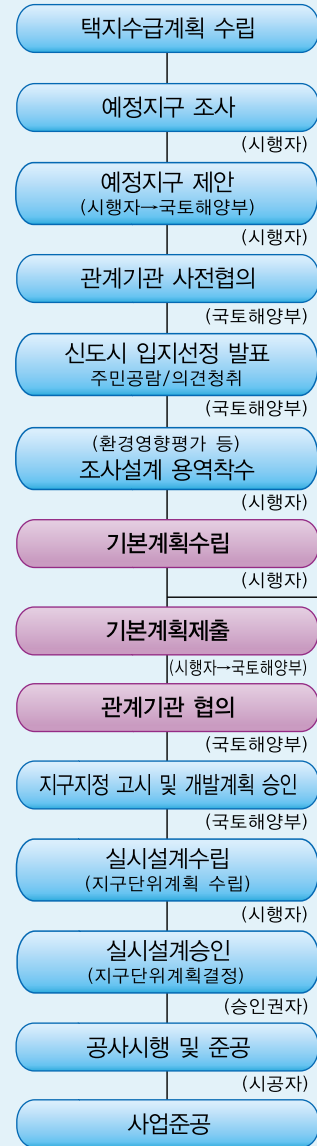 택지수급계획 수립
예정지구 조사
(시행자)
예정지구 제안
(시행자→국토해양부)
(시행자)
관계기관 사전협의
(국토해양부)
신도시 입지선정 발표
주민공람/의견청취
(국토해양부)
(환경영향평가 등)
조사설계 용역착수
(시행자)
기본계획수립
(시행자)
기본계획제출
(시행자→국토해양부)
관계기관 협의
(국토해양부)
지구지정 고시 및 개발계획 승인
(국토해양부)
실시설계수립
(지구단위계획 수립)
(시행자)
실시설계승인
(지구단위계획결정)
(승인권자)
공사시행 및 준공
(시공자)
사업준공